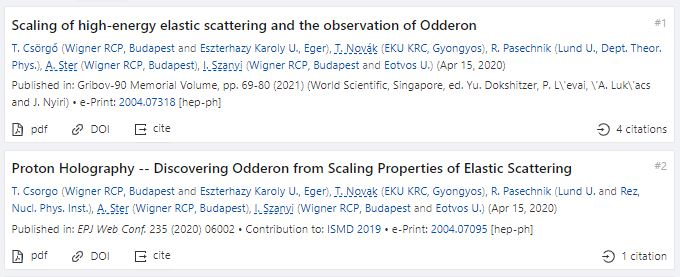 Scaling of high-energy elastic scattering and the observation of Odderon #1
T. Csörgő (Wigner RCP, Budapest and Eszterhazy Karoly U., Eger), T. Novák (EKU KRC, Gyongyos), R. Pasechnik (Lund U., Dept. Theor.
Phys.), A. Ster (Wigner RCP, Budapest), I. Szanyi (Wigner RCP, Budapest and Eotvos U.) (Apr 15, 2020)
Published in: Gribov-90 Memorial Volume, pp. 69-80 (2021) (World Scientific, Singapore, ed. Yu. Dokshitzer, P. L\'evai, \'A. Luk\'acs
and J. Nyiri) • e-Print: 2004.07318 [hep-ph]
pdf DOI cite 4 citations
Proton Holography -- Discovering Odderon from Scaling Properties of Elastic Scattering #2
T. Csorgo (Wigner RCP, Budapest and Eszterhazy Karoly U., Eger), T. Novak (EKU KRC, Gyongyos), R. Pasechnik (Lund U. and Rez,
Nucl. Phys. Inst.), A. Ster (Wigner RCP, Budapest), I. Szanyi (Wigner RCP, Budapest and Eotvos U.) (Apr 15, 2020)
Published in: EPJ Web Conf. 235 (2020) 06002 • Contribution to: ISMD 2019 • e-Print: 2004.07095 [hep-ph]
pdf DOI cite 1 citation